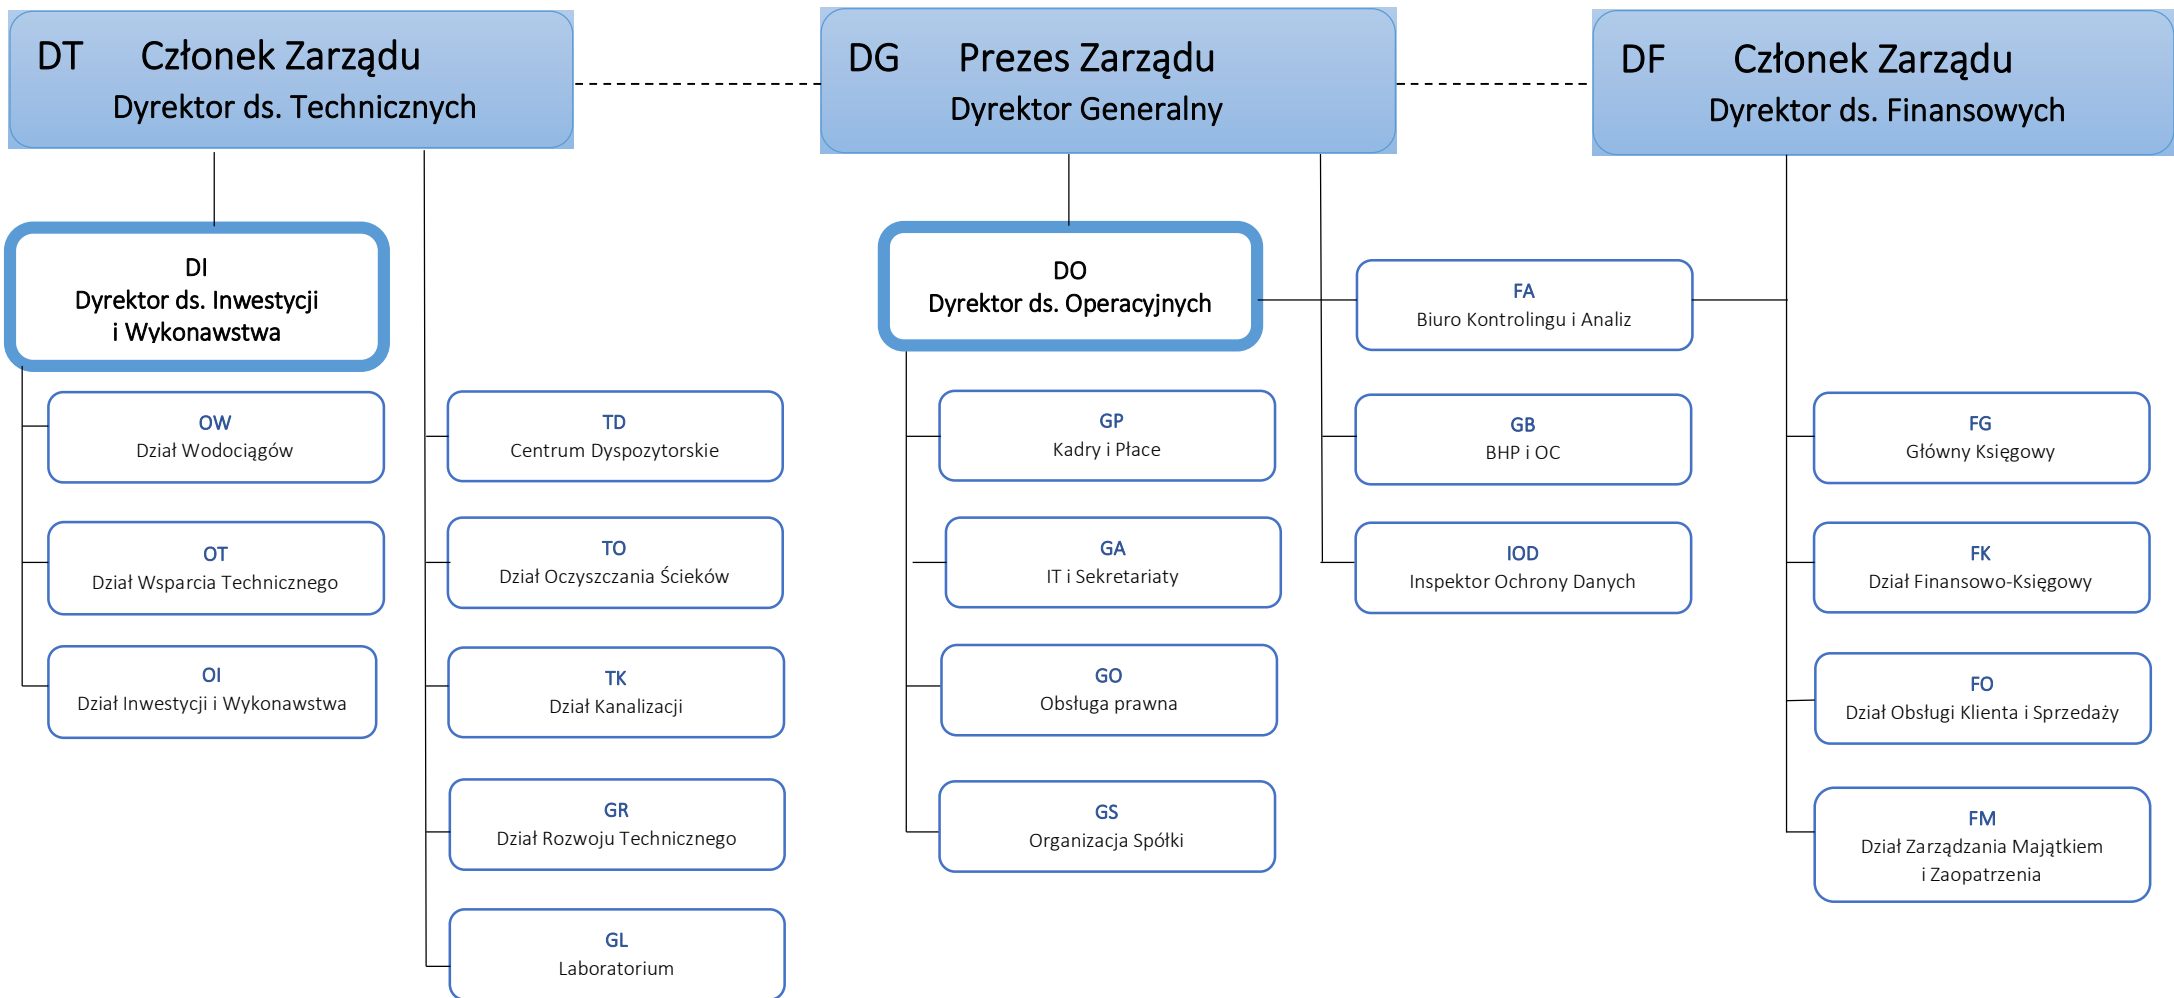 DT Członek Zarządu
Dyrektor ds. Technicznych
DG Prezes Zarządu
Dyrektor Generalny
DF Członek Zarządu
Dyrektor ds. Finansowych
DI
Dyrektor ds. Inwestycji
i Wykonawstwa
OW
Dział Wodociągów
OT
Dział Wsparcia Technicznego
OI
Dział Inwestycji i Wykonawstwa
TD
Centrum Dyspozytorskie
TO
Dział Oczyszczania Ścieków
TK
Dział Kanalizacji
GR
Dział Rozwoju Technicznego
GL
Laboratorium
DO
Dyrektor ds. Operacyjnych
GP
Kadry i Płace
GA
IT i Sekretariaty
GO
Obsługa prawna
GS
Organizacja Spółki
FA
Biuro Kontrolingu i Analiz
GB
BHP i OC
IOD
Inspektor Ochrony Danych
FG
Główny Księgowy
FK
Dział Finansowo-Księgowy
FO
Dział Obsługi Klienta i Sprzedaży
FM
Dział Zarządzania Majątkiem
i Zaopatrzenia